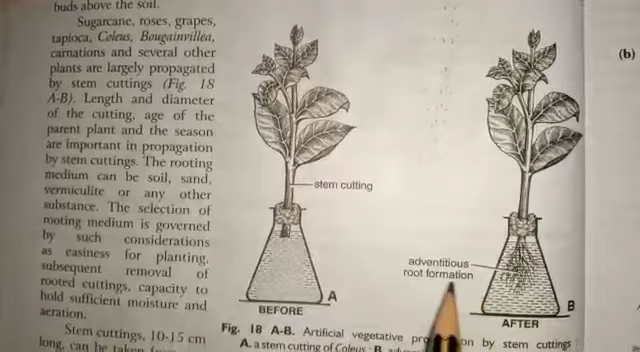 buds above the soil.
Sugarcane, roses, grapes,
tapioca, Coleus, Bougainvillea,
carnations and several other
plants are largely propagated
by stem cuttings (Fig. 18
A-B). Length and diameter
of the cutting, age of the
parent plant and the season
are important in propagation
by stem cuttings. The rooting
medium can be soil, sand,
vermiculite or any other
substance. The selection of
rooting medium is governed
by such considerations
as easiness for planting,
subsequent removal of
rooted cuttings, capacity to
hold sufficient moisture and
aeration.
Stem cuttings, 10-15 cm
long, can be taken
stem cutting
A
BEFORE
adventitious
root formation
B
AFTER
Fig. 18 A-B. Artificial vegetative on by stem cuttings
A. a stem cutting of Coleus B
(b)